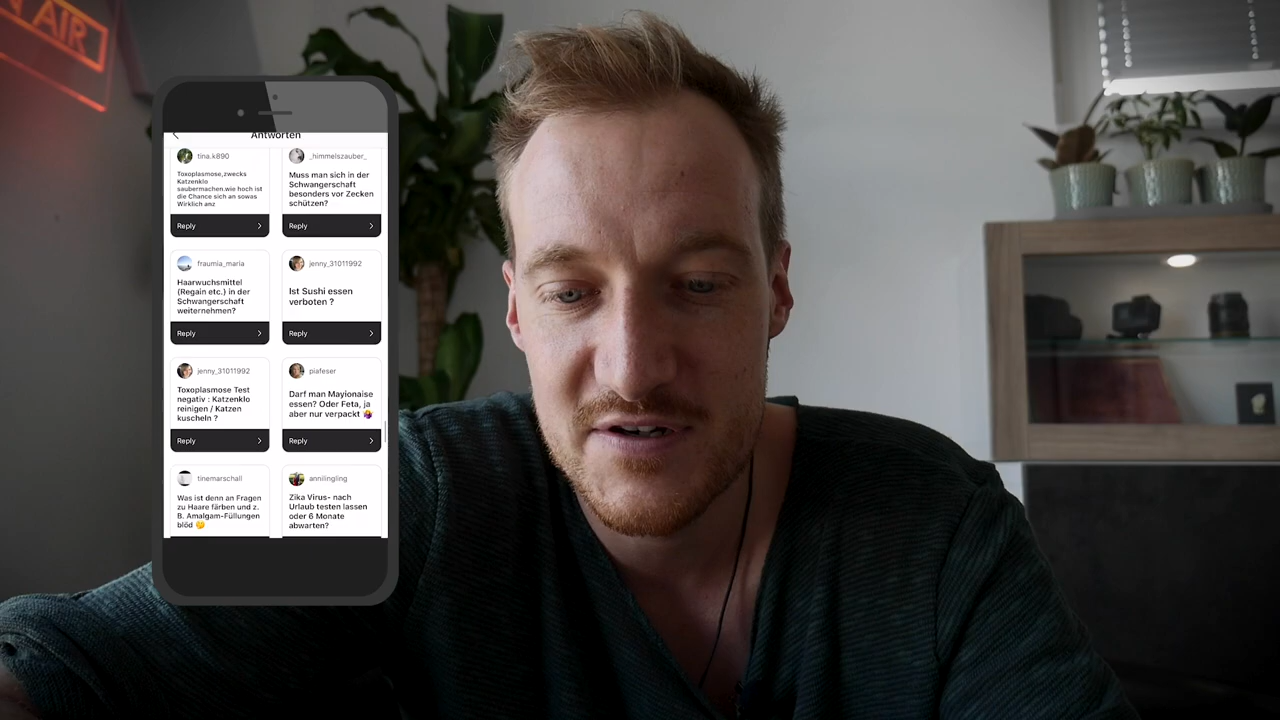 N AIR
Antworten
tina.k890
Toxoplasmose,zwecks
Katzenklo
saubermachen.wie hoch ist
die Chance sich an sowas
Wirklich anz
Reply
_himmelszauber_
Muss man sich in der
Schwangerschaft
besonders vor Zecken
schützen?
Reply
fraumia_maria
Haarwuchsmittel
(Regain etc.) in der
Schwangerschaft
weiternehmen?
Reply
jenny_31011992
Ist Sushi essen
verboten ?
Reply
jenny_31011992
Toxoplasmose Test
negativ : Katzenklo
reinigen / Katzen
kuscheln ?
Reply
piafeser
Darf man Mayionaise
essen? Oder Feta, ja
aber nur verpackt 🤷‍♀️
Reply
tinemarschall
Was ist denn an Fragen
zu Haare färben und z.
B. Amalgam-Füllungen
blöd 🤔
annilingling
Zika Virus- nach
Urlaub testen lassen
oder 6 Monate
abwarten?